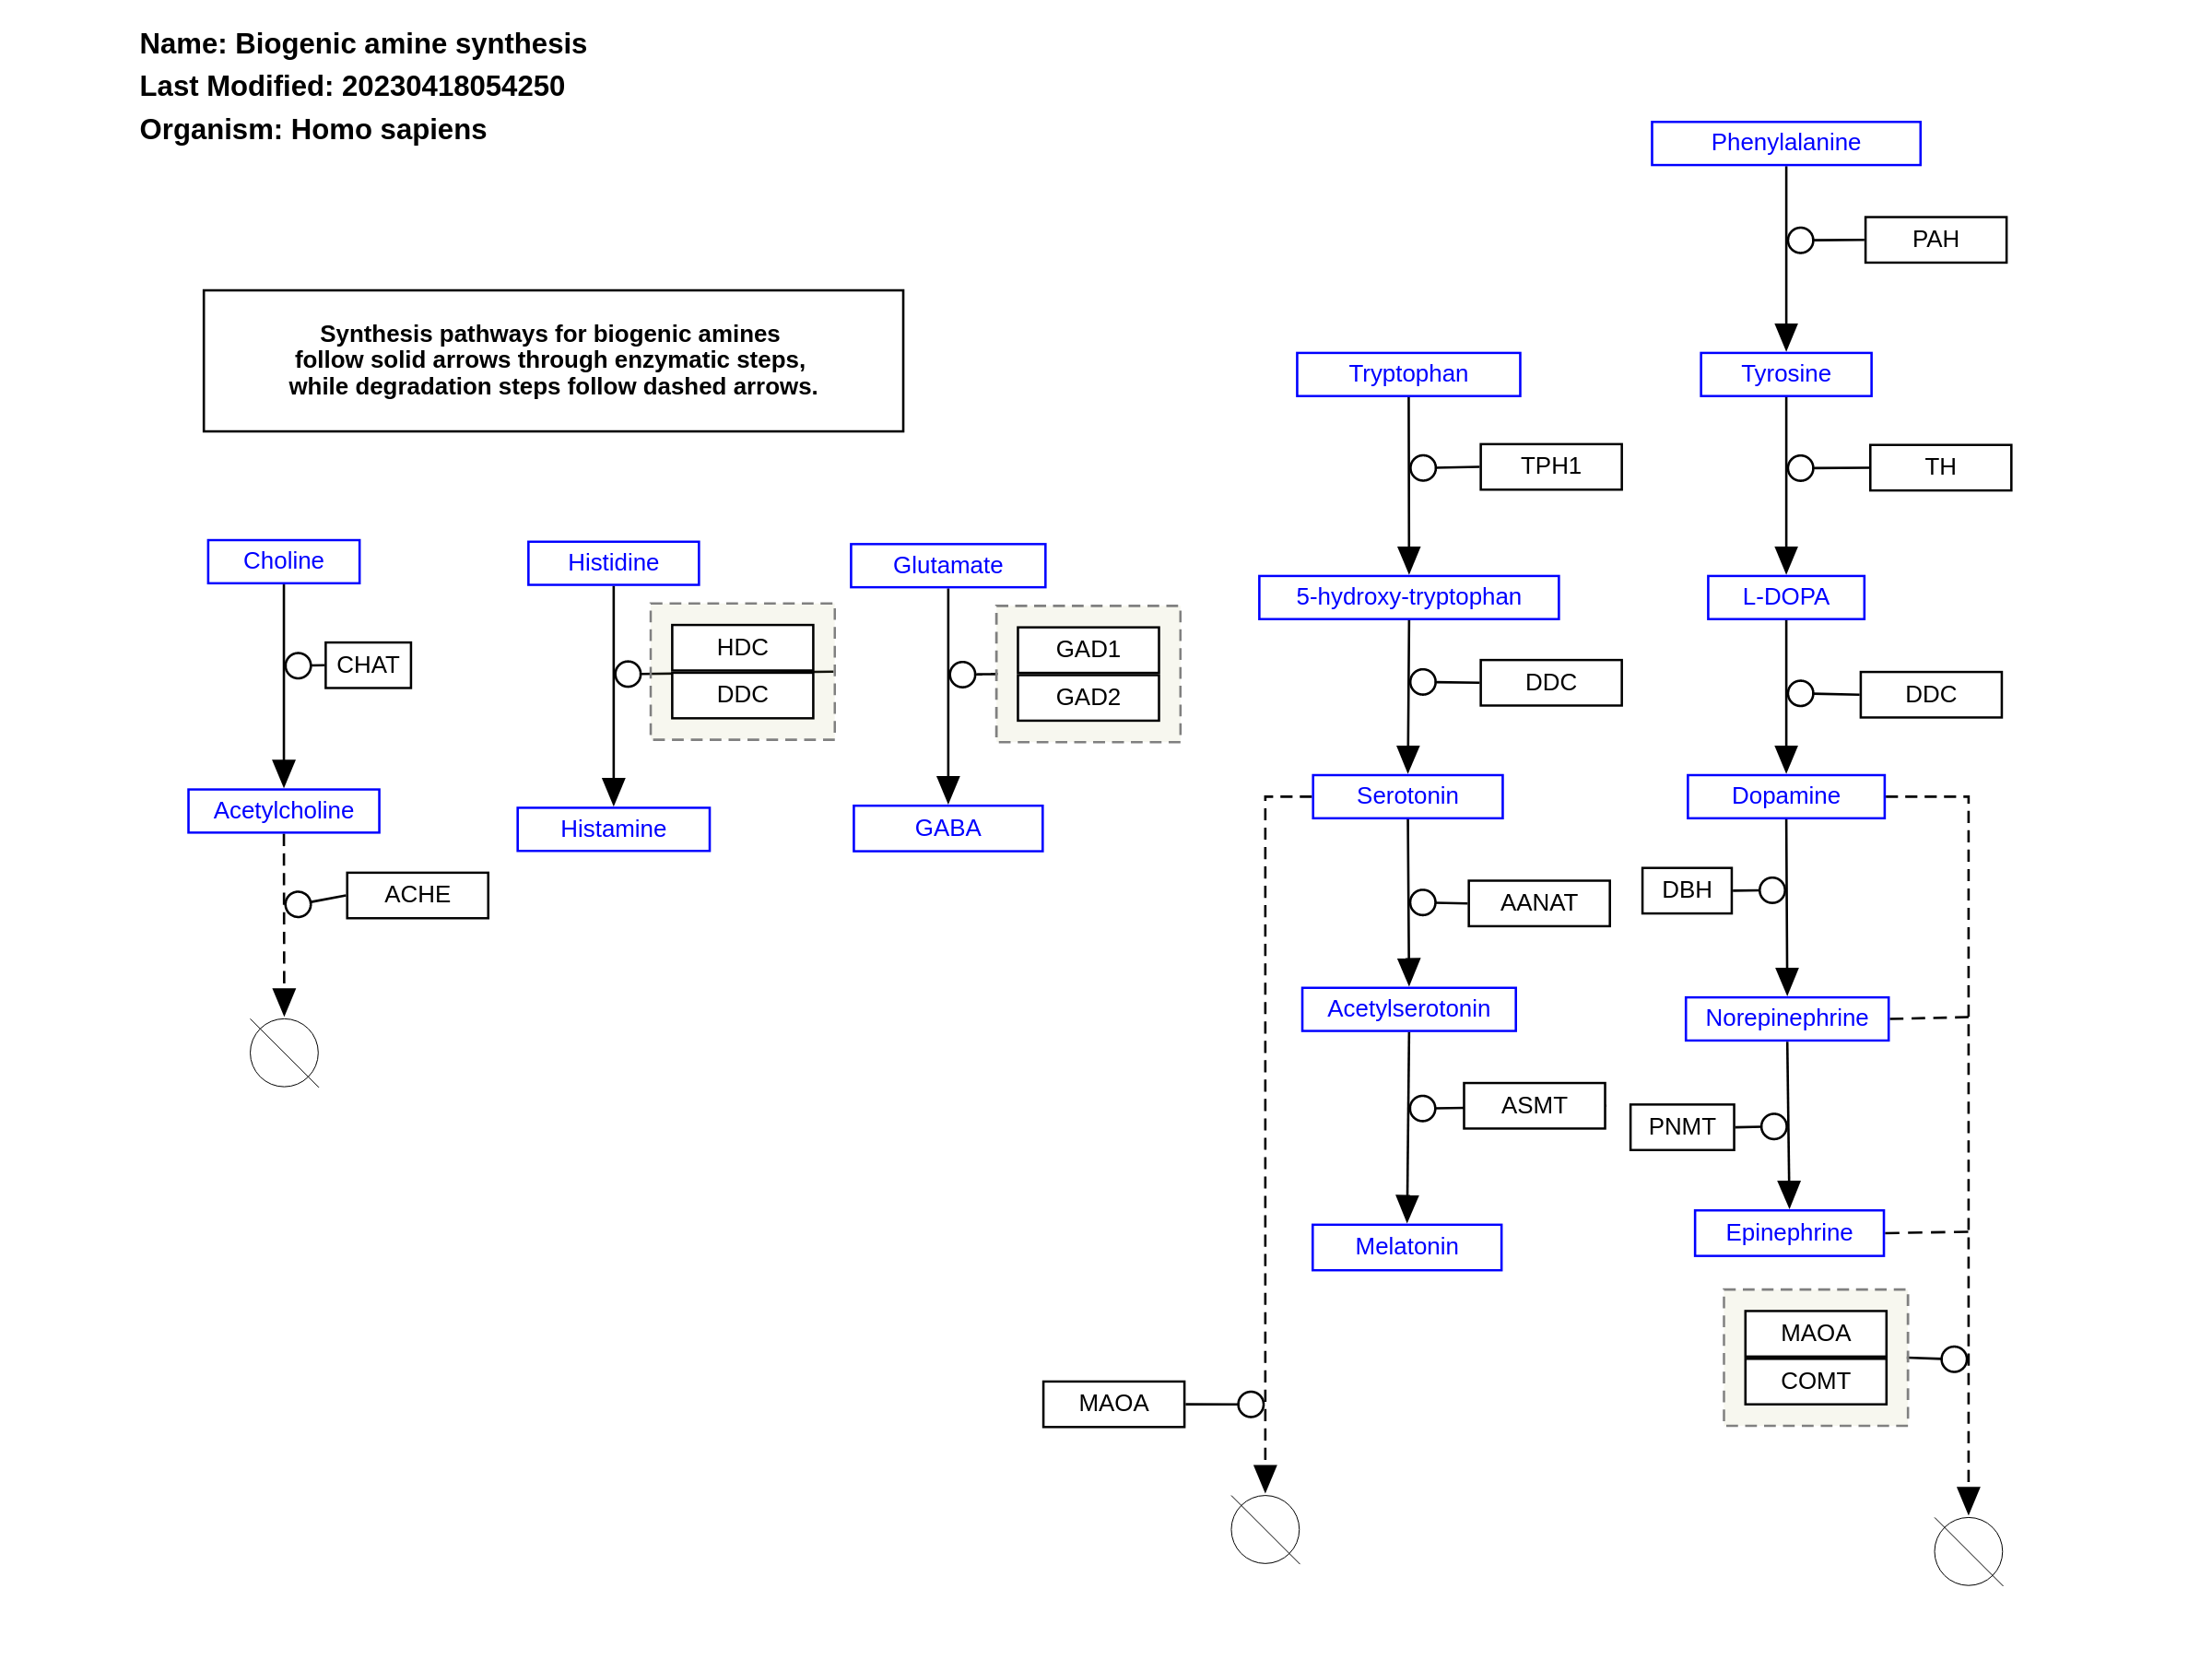 Name: Biogenic amine synthesis
Last Modified: 20230418054250
Organism: Homo sapiens
Phenylalanine
PAH
Synthesis pathways for biogenic amines
follow solid arrows through enzymatic steps,
while degradation steps follow dashed arrows.
Tryptophan
Tyrosine
TPH1
TH
Choline
Histidine
Glutamate
5-hydroxy-tryptophan
L-DOPA
CHAT
HDC
DDC
GAD1
GAD2
DDC
DDC
Acetylcholine
Histamine
GABA
Serotonin
Dopamine
ACHE
AANAT
DBH
Acetylserotonin
Norepinephrine
ASMT
PNMT
Melatonin
Epinephrine
MAOA
COMT
MAOA